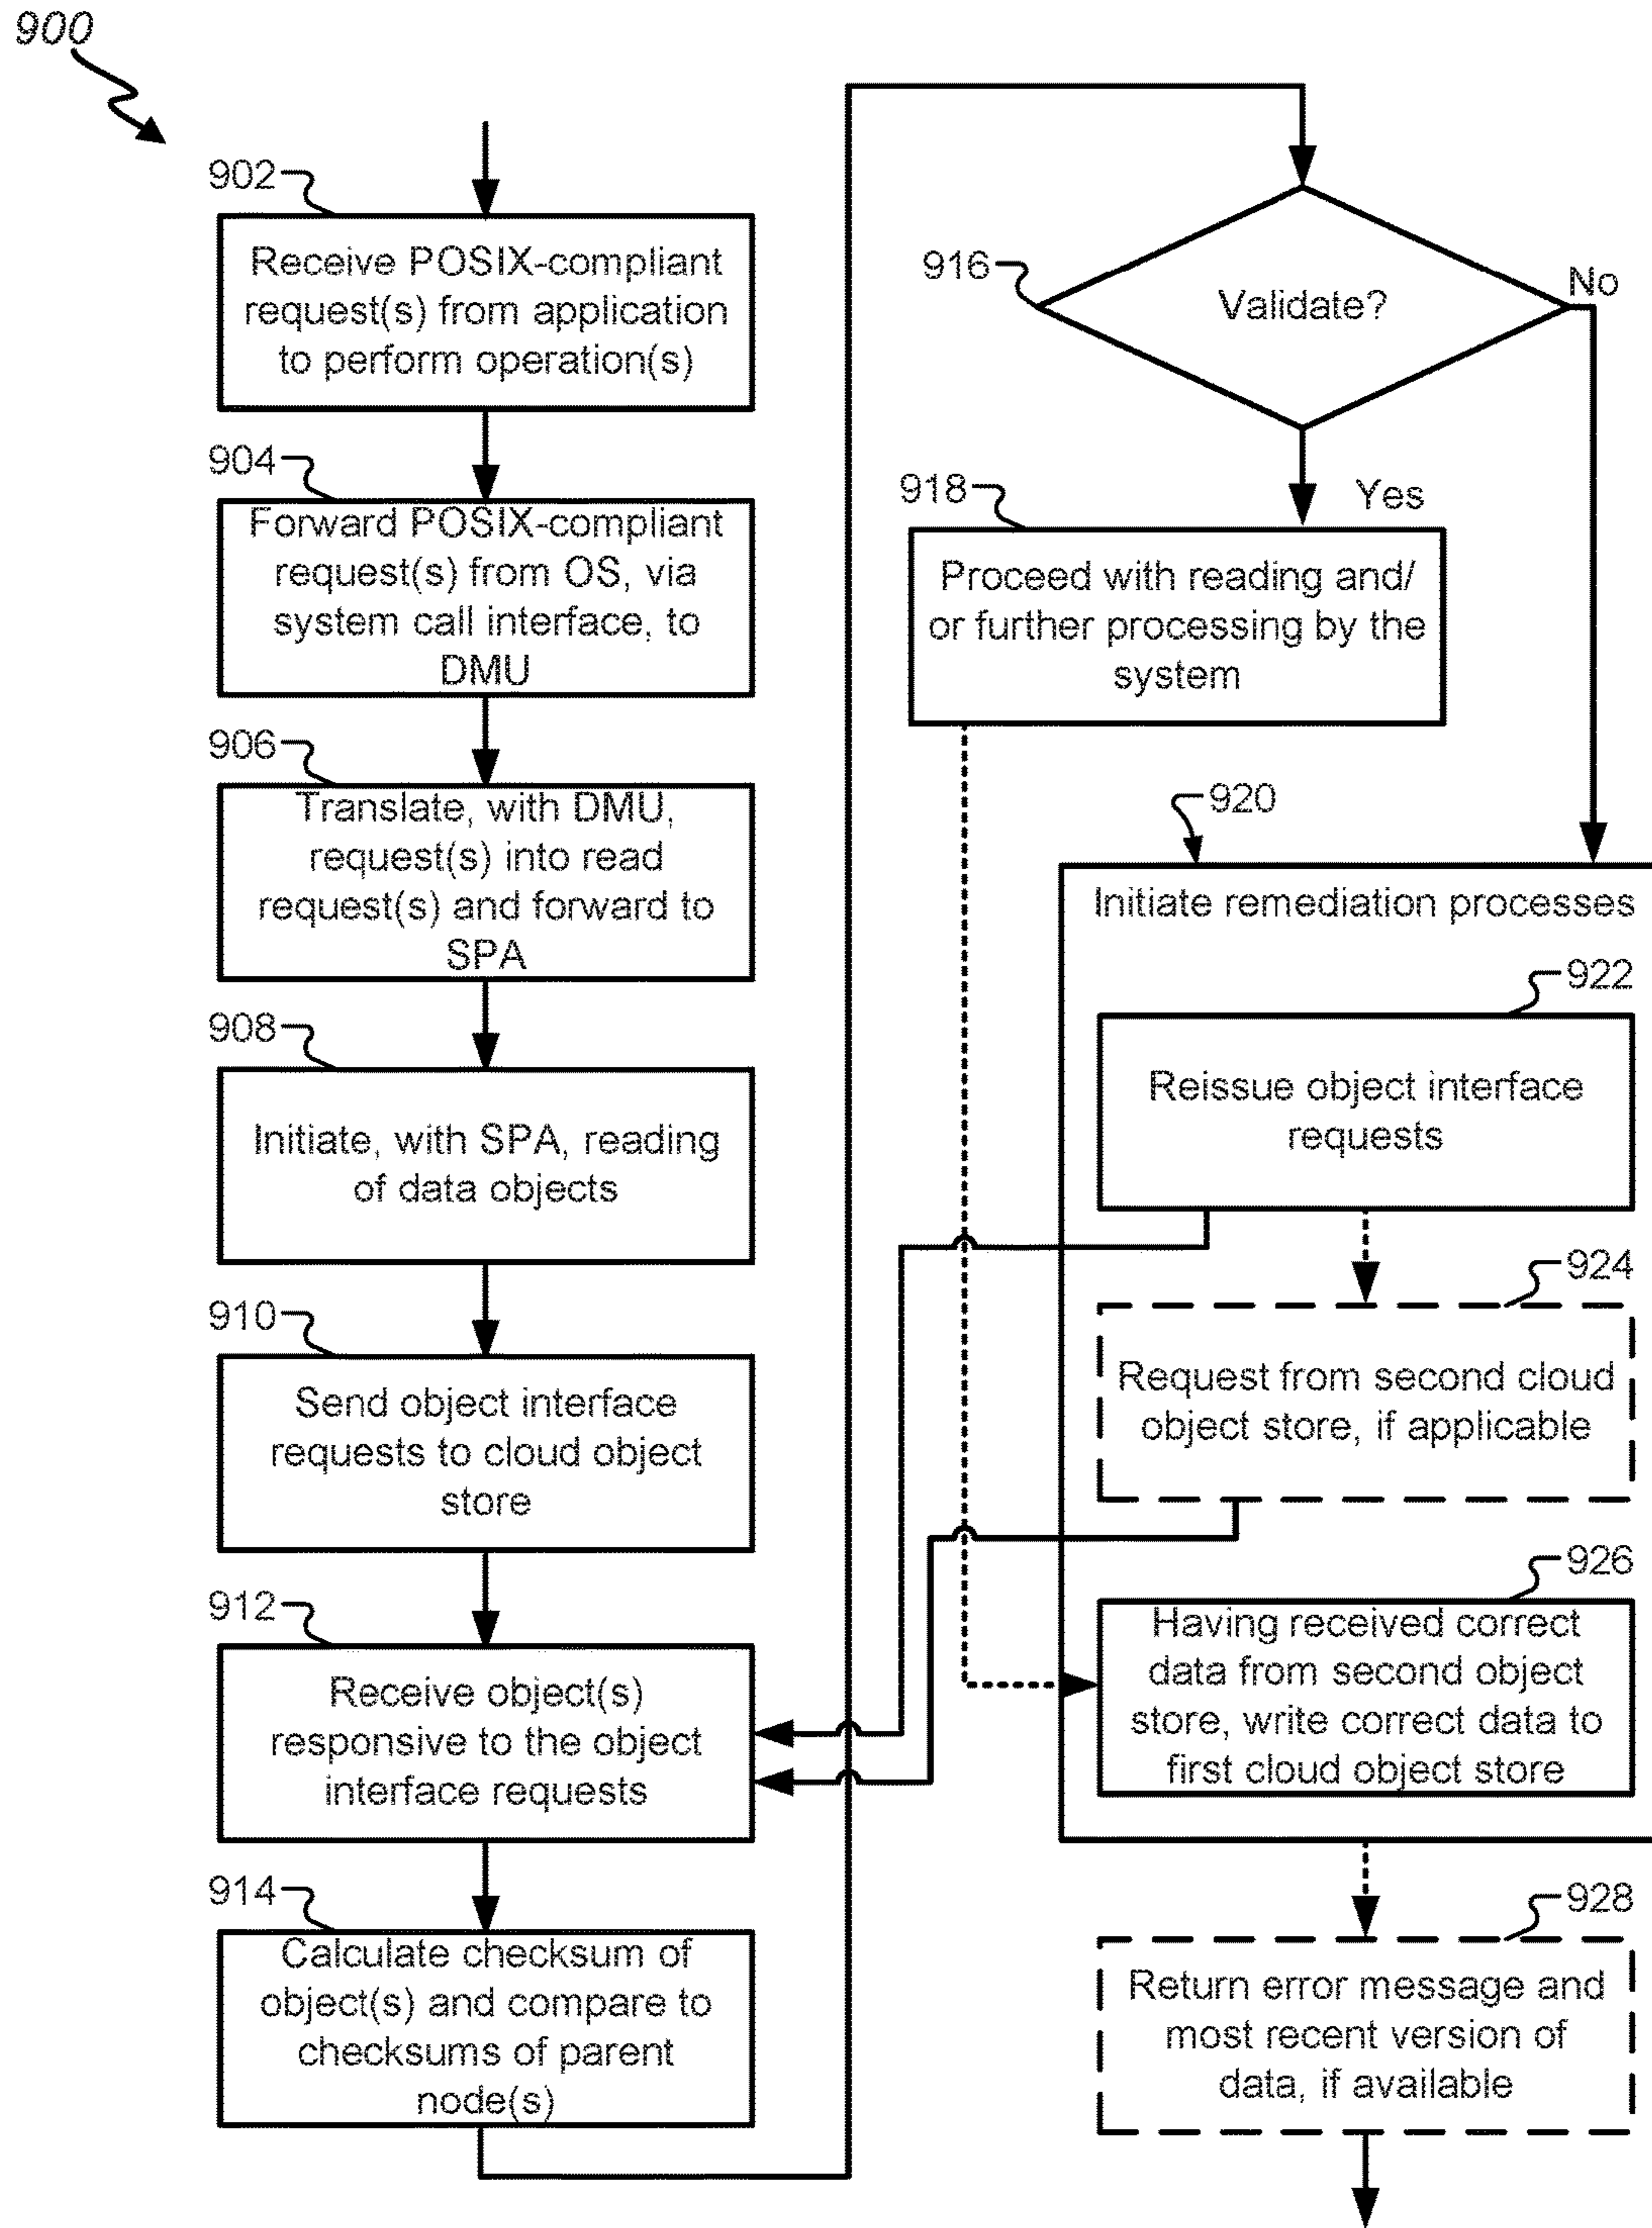 900
902
Receive POSIX-compliant
request(s) from application
to perform operation(s)
904
Forward POSIX-compliant
request(s) from OS, via
system call interface, to
DMU
906
Translate, with DMU,
request(s) into read
request(s) and forward to
SPA
908
Initiate, with SPA, reading
of data objects
910
Send object interface
requests to cloud object
store
912
Receive object(s)
responsive to the object
interface requests
914
Calculate checksum of
object(s) and compare to
checksums of parent
node(s)
916
Validate?
No
Yes
918
Proceed with reading and/
or further processing by the
system
920
Initiate remediation processes
922
Reissue object interface
requests
924
Request from second cloud
object store, if applicable
926
Having received correct
data from second object
store, write correct data to
first cloud object store
928
Return error message and
most recent version of
data, if available